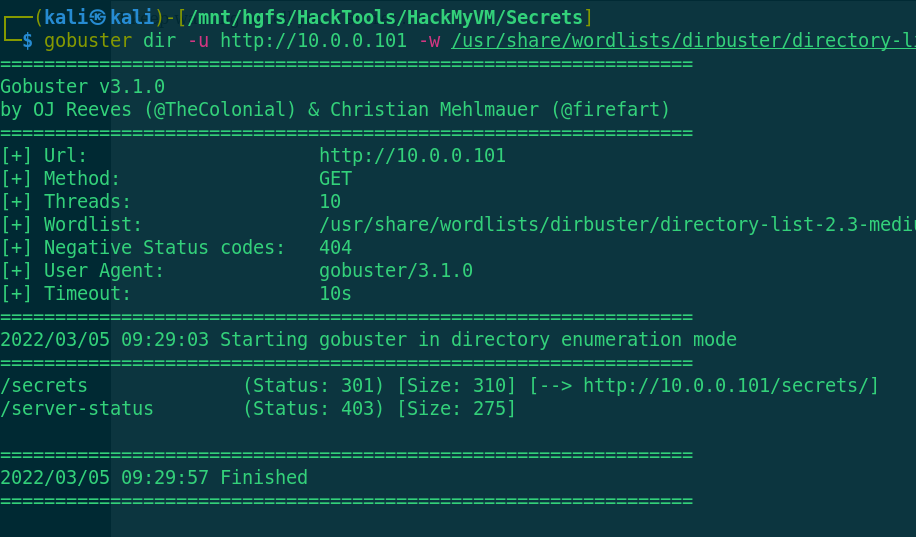 ┌──(kali㉿kali)-[/mnt/hgfs/HackTools/HackMyVM/Secrets]
└─$ gobuster dir -u http://10.0.0.101 -w /usr/share/wordlists/dirbuster/directory-li
===============================================================
Gobuster v3.1.0
by OJ Reeves (@TheColonial) & Christian Mehlmauer (@firefart)
===============================================================
[+] Url:                     http://10.0.0.101
[+] Method:                  GET
[+] Threads:                 10
[+] Wordlist:                /usr/share/wordlists/dirbuster/directory-list-2.3-mediu
[+] Negative Status codes:   404
[+] User Agent:              gobuster/3.1.0
[+] Timeout:                 10s
===============================================================
2022/03/05 09:29:03 Starting gobuster in directory enumeration mode
===============================================================
/secrets              (Status: 301) [Size: 310] [--> http://10.0.0.101/secrets/]
/server-status        (Status: 403) [Size: 275]
===============================================================
2022/03/05 09:29:57 Finished
===============================================================